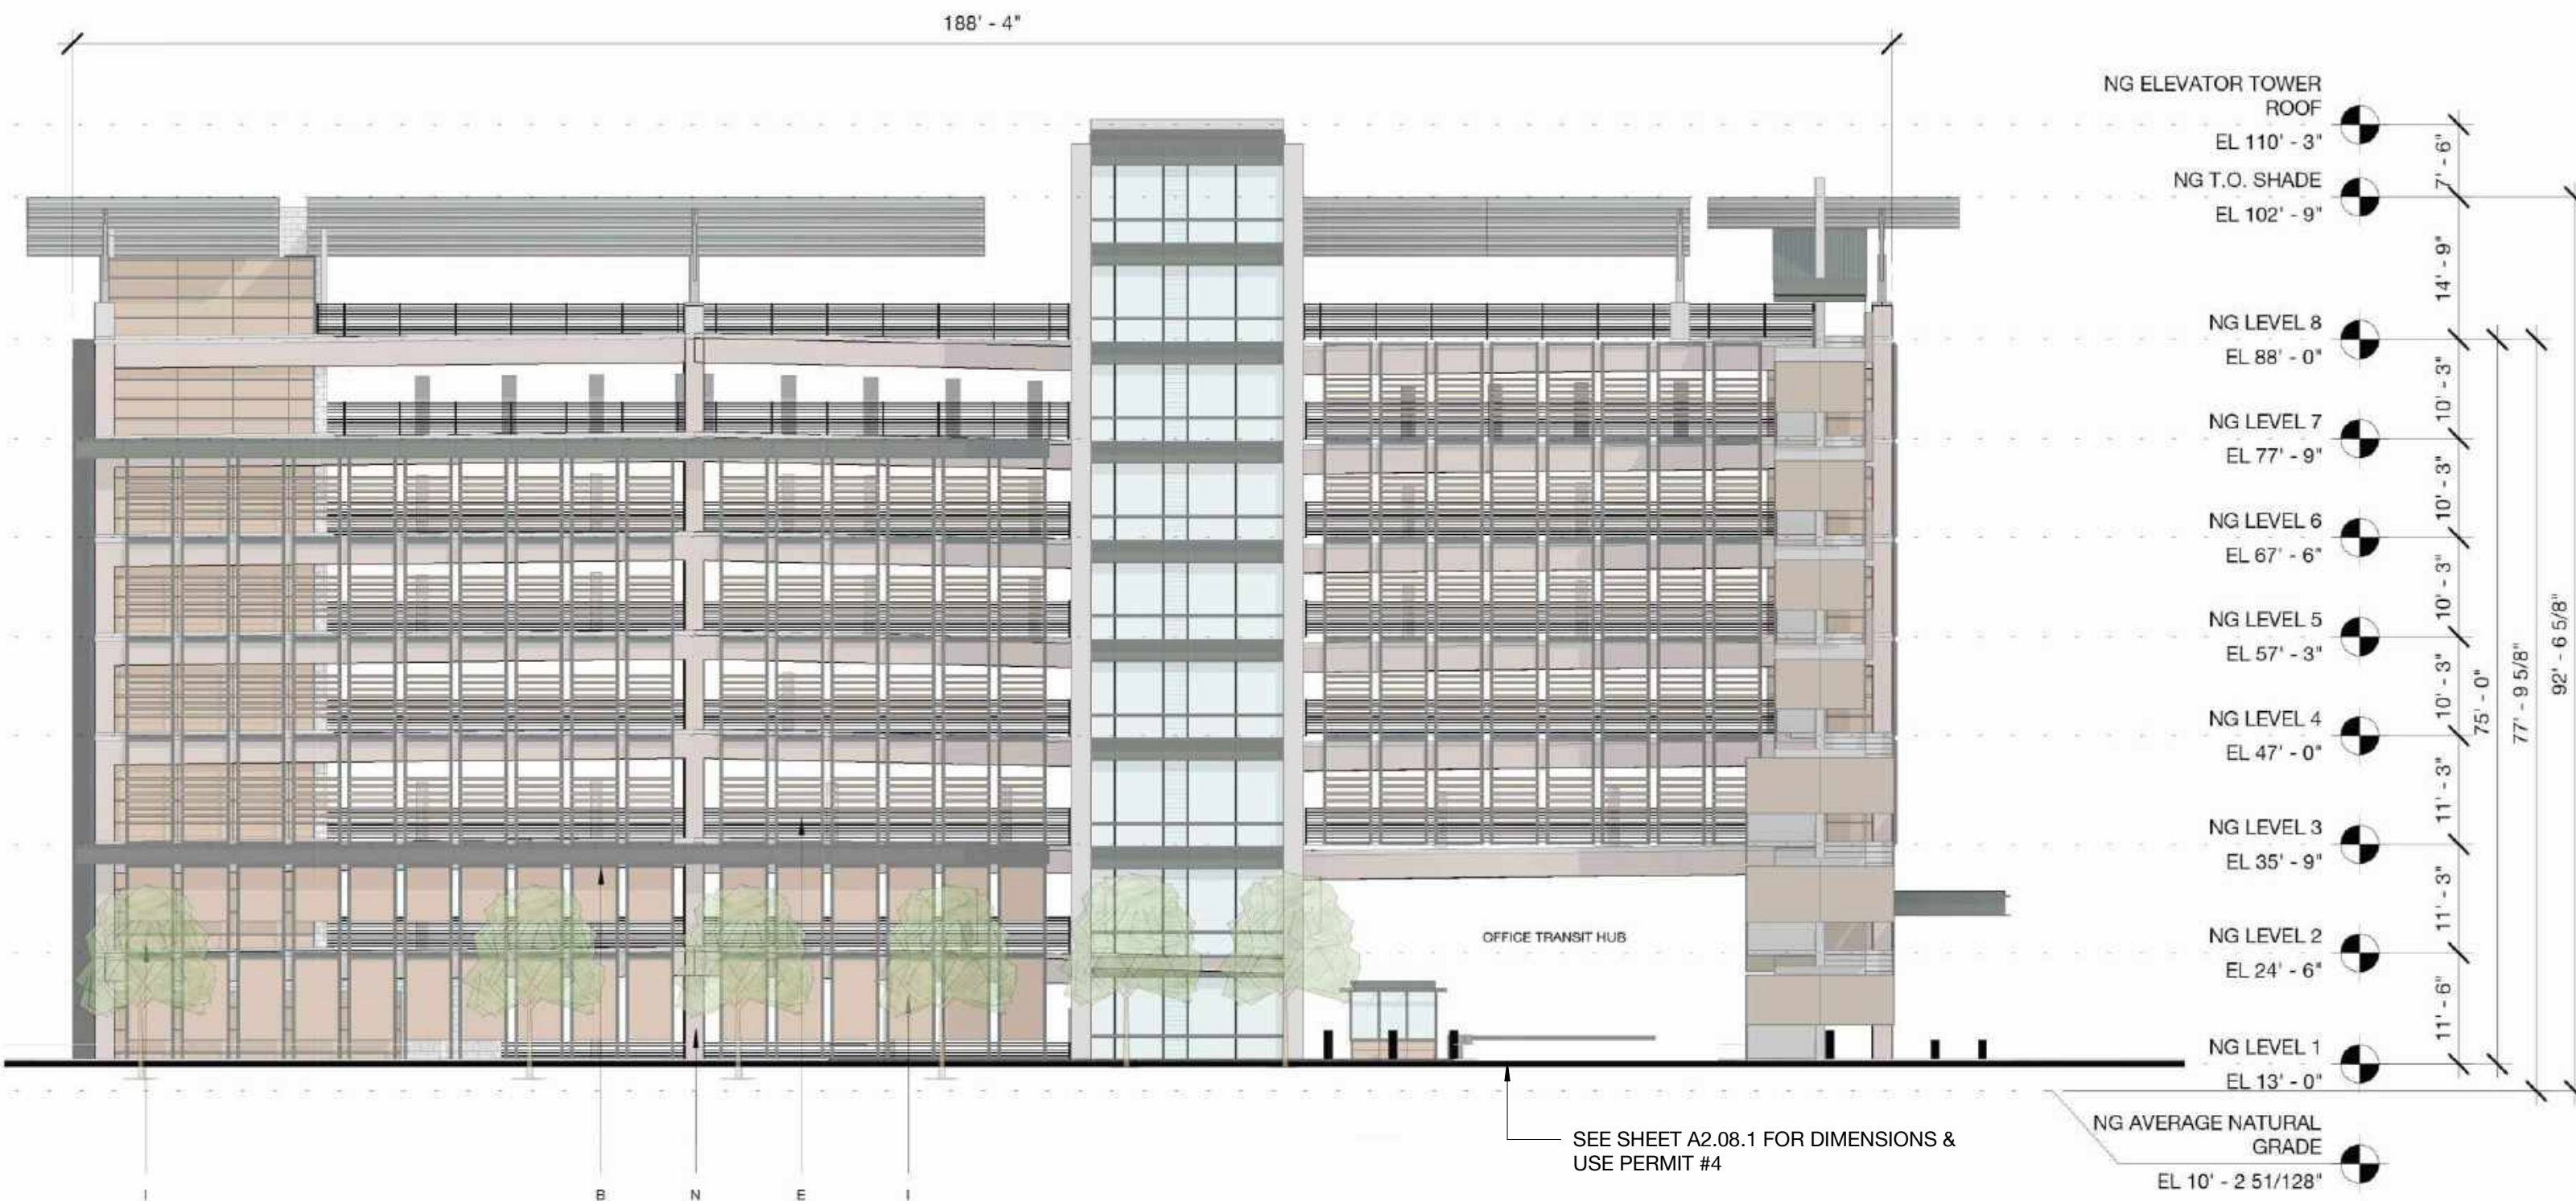 188' - 4"
NG ELEVATOR TOWER
ROOF
EL 110' - 3"
7' - 6"
NG T.O. SHADE
EL 102' - 9"
14' - 9"
NG LEVEL 8
EL 88' - 0"
10' - 3"
NG LEVEL 7
EL 77' - 9"
10' - 3"
NG LEVEL 6
EL 67' - 6"
10' - 3"
NG LEVEL 5
EL 57' - 3"
10' - 3"
NG LEVEL 4
EL 47' - 0"
11' - 3"
NG LEVEL 3
EL 35' - 9"
11' - 3"
NG LEVEL 2
EL 24' - 6"
11' - 6"
NG LEVEL 1
EL 13' - 0"
75' - 0"
77' - 9 5/8"
92' - 6 5/8"
OFFICE TRANSIT HUB
SEE SHEET A2.08.1 FOR DIMENSIONS &
USE PERMIT #4
NG AVERAGE NATURAL
GRADE
EL 10' - 2 51/128"
I B N E I